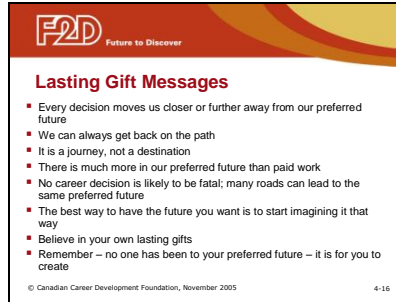 F2D Future to Discover
Lasting Gift Messages
Every decision moves us closer or further away from our preferred
future
We can always get back on the path
It is a journey, not a destination
There is much more in our preferred future than paid work
No career decision is likely to be fatal; many roads can lead to the
same preferred future
The best way to have the future you want is to start imagining it that
way
Believe in your own lasting gifts
Remember – no one has been to your preferred future – it is for you to
create
© Canadian Career Development Foundation, November 2005 4-16